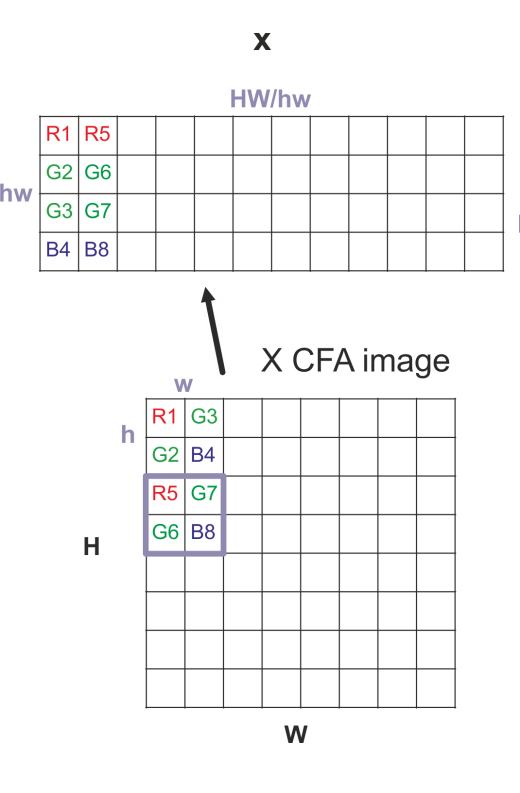 x
HW/hw
R1 R5
G2 G6
hw
G3 G7
B4 B8
X CFA image
w
h
R1 G3
G2 B4
R5 G7
G6 B8
H
W